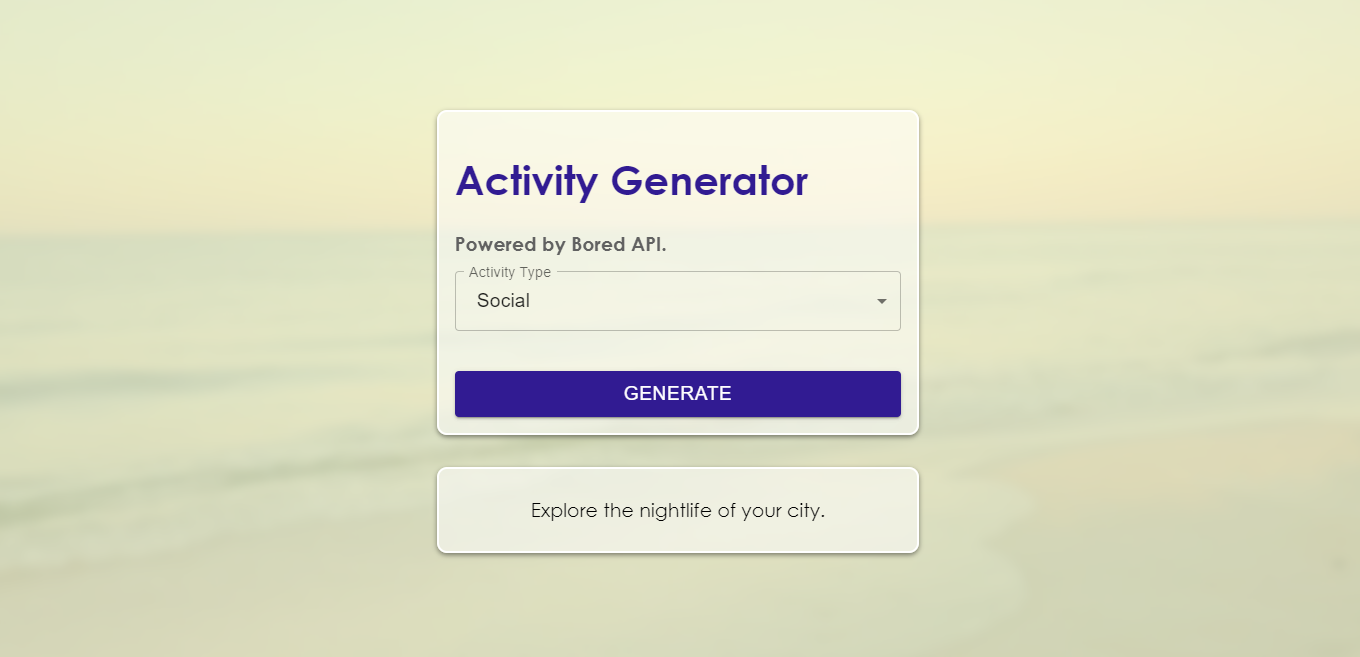 Activity Generator
Powered by Bored API.
Activity Type
Social
GENERATE
Explore the nightlife of your city.